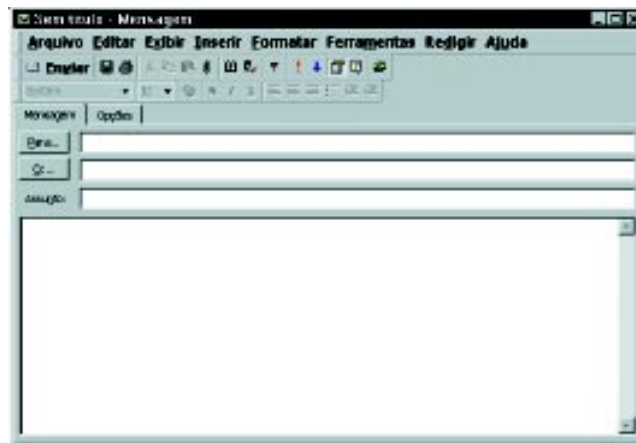 Sem título - Mensagem
Arquivo Editar Exibir Inserir Formatar Ferramentas Redigir Ajuda
Enviar
Mensagem Opções
Para...
Cc...
Assunto: